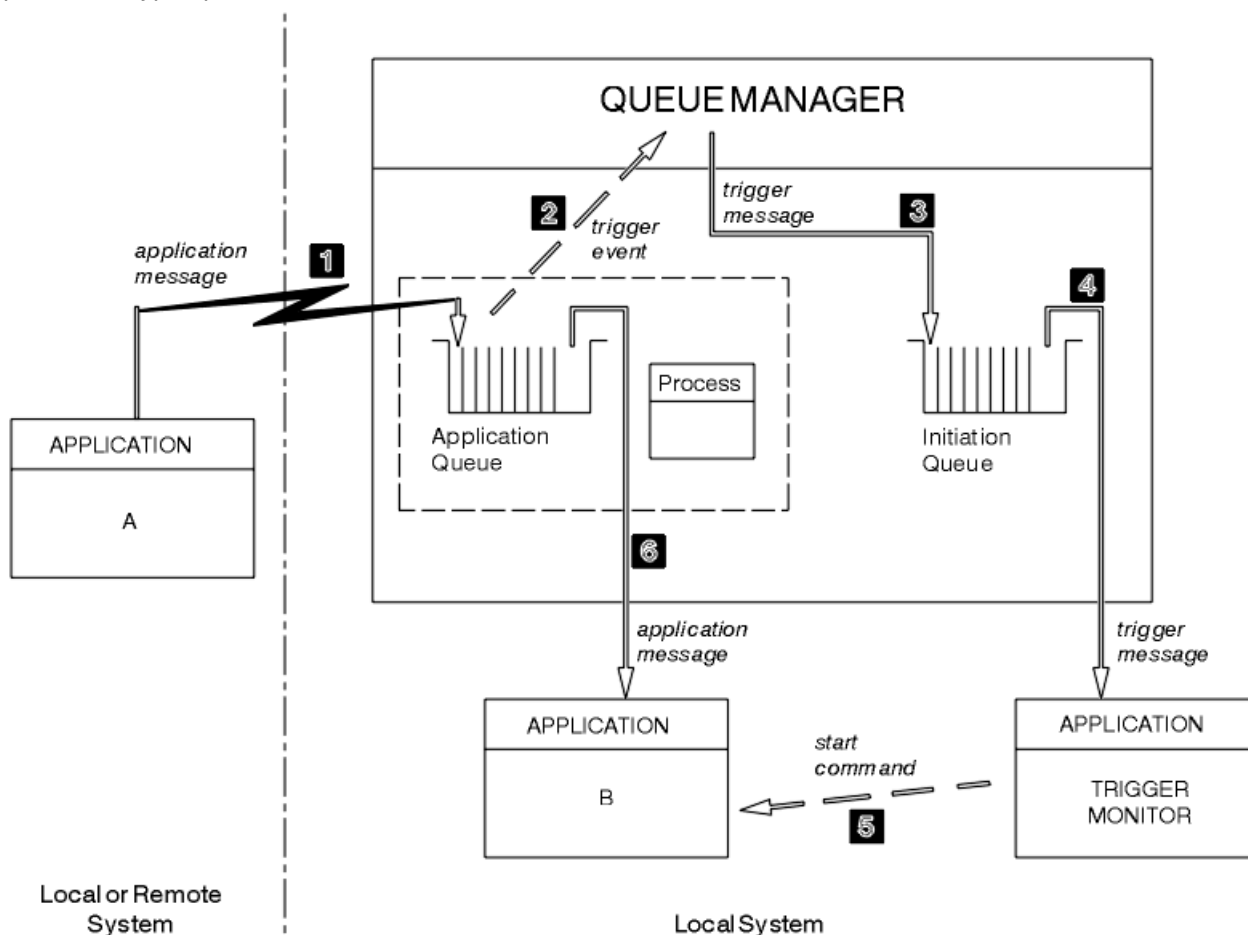 QUEUE MANAGER
trigger
message
3
2
trigger
event
application
message
1
4
Process
Application
Queue
Initiation
Queue
APPLICATION
A
6
application
message
trigger
message
APPLICATION
B
start
command
5
APPLICATION
TRIGGER
MONITOR
Local or Remote
System
Local System